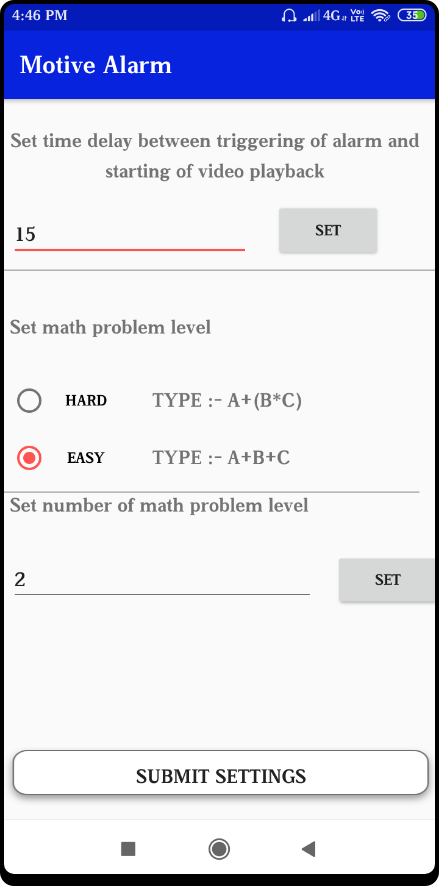 4:46 PM 4G Vo)) LTE 35
Motive Alarm
Set time delay between triggering of alarm and
starting of video playback
15 SET
Set math problem level
HARD TYPE :- A+(B*C)
EASY TYPE :- A+B+C
Set number of math problem level
2 SET
SUBMIT SETTINGS